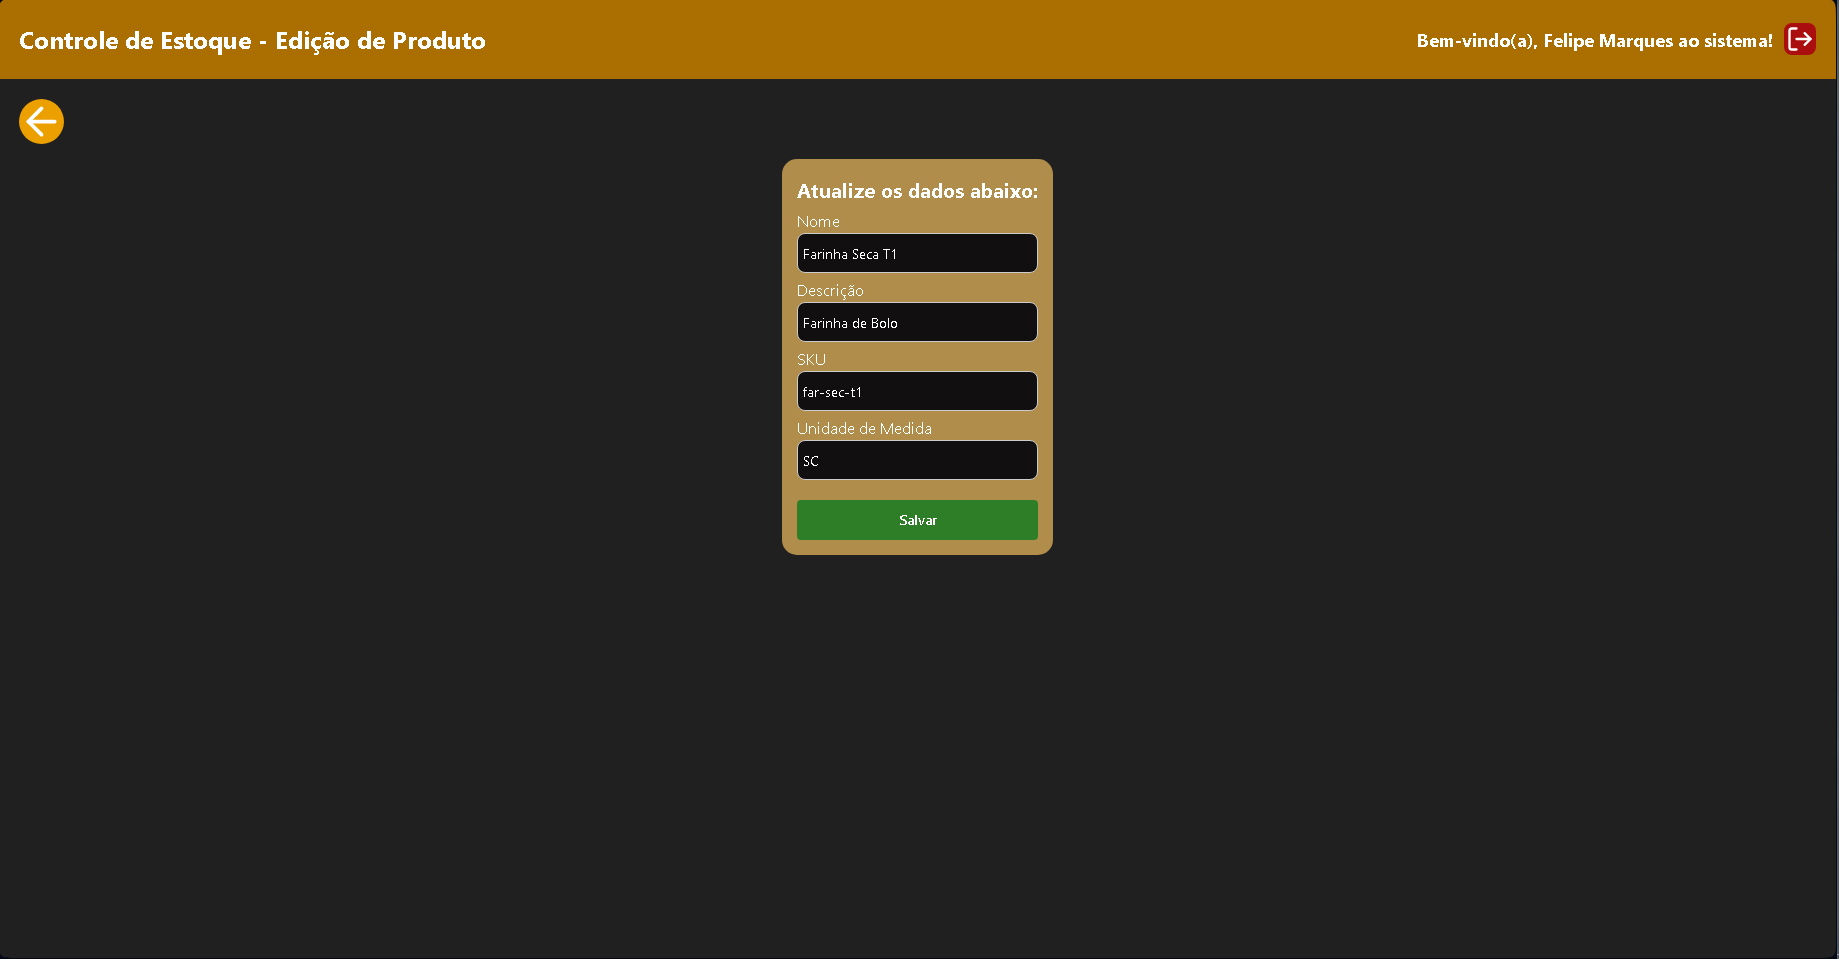 Controle de Estoque - Edição de Produto
Bem-vindo(a), Felipe Marques ao sistema!
Atualize os dados abaixo:
Nome
Farinha Seca T1
Descrição
Farinha de Bolo
SKU
far-sec-t1
Unidade de Medida
SC
Salvar